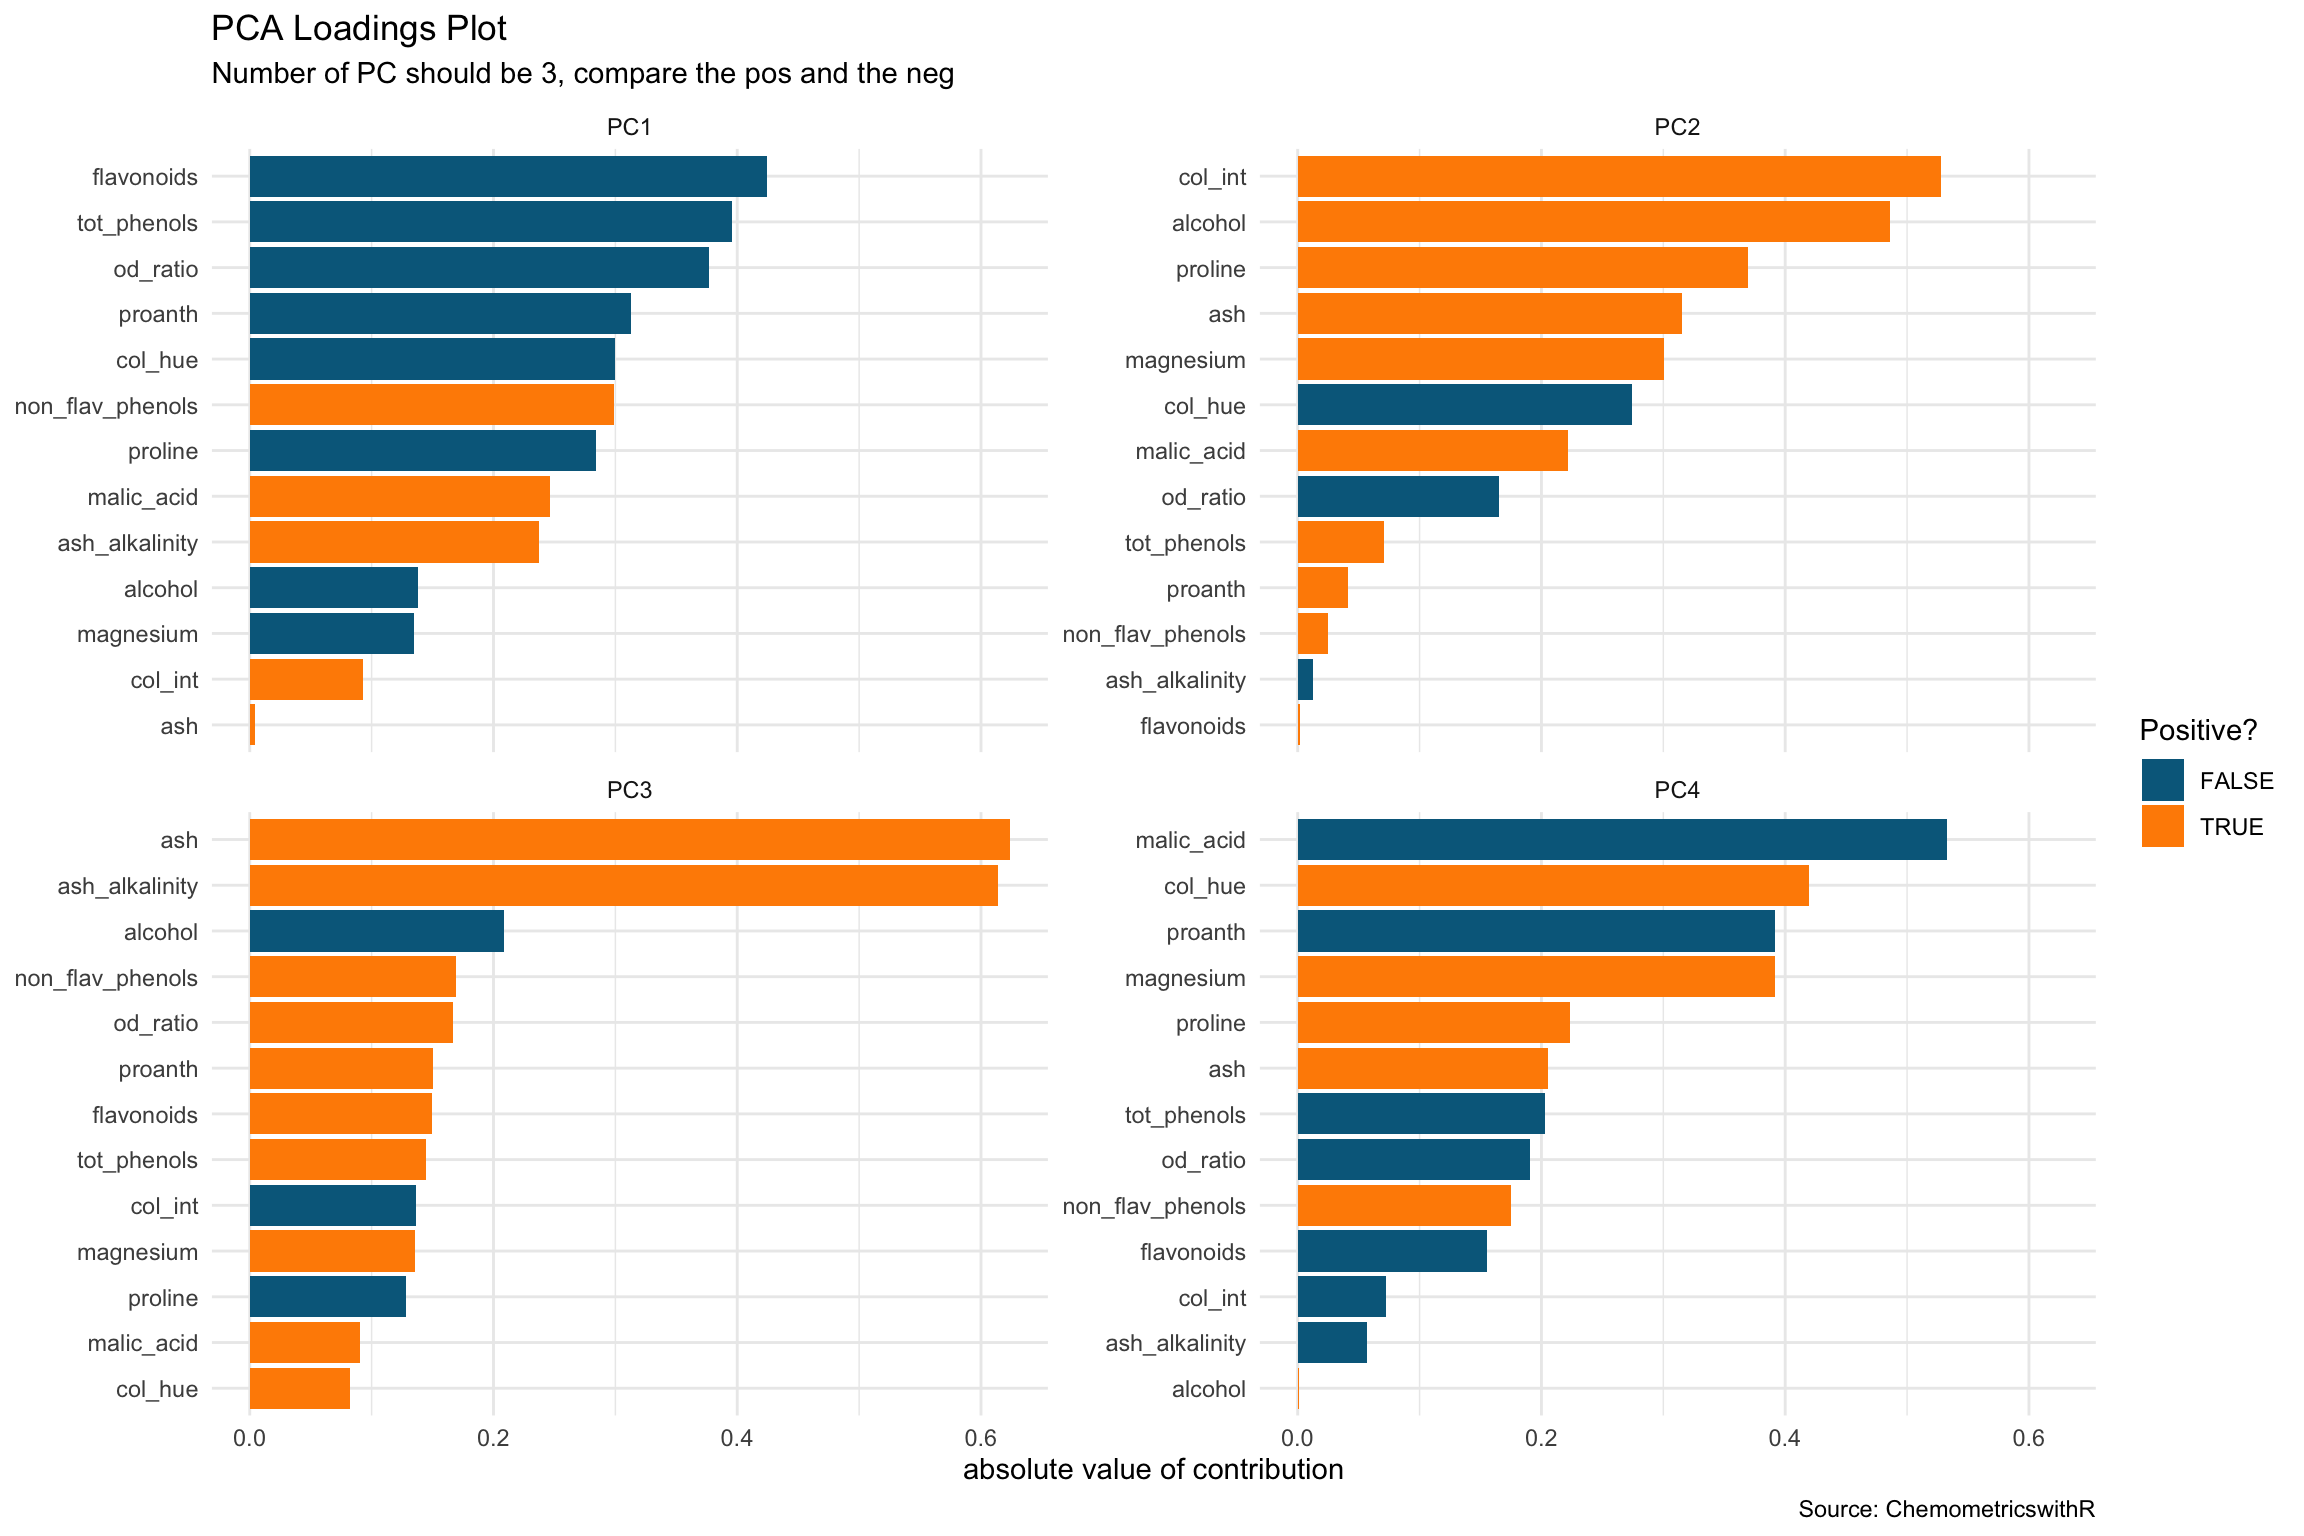 PCA Loadings Plot
Number of PC should be 3, compare the pos and the neg
PC1
flavonoids
tot_phenols
od_ratio
proanth
col_hue
non_flav_phenols
proline
malic_acid
ash_alkalinity
alcohol
magnesium
col_int
ash
PC2
col_int
alcohol
proline
ash
magnesium
col_hue
malic_acid
od_ratio
tot_phenols
proanth
non_flav_phenols
ash_alkalinity
flavonoids
PC3
ash
ash_alkalinity
alcohol
non_flav_phenols
od_ratio
proanth
flavonoids
tot_phenols
col_int
magnesium
proline
malic_acid
col_hue
0.0 0.2 0.4 0.6
PC4
malic_acid
col_hue
proanth
magnesium
proline
ash
tot_phenols
od_ratio
non_flav_phenols
flavonoids
col_int
ash_alkalinity
alcohol
0.0 0.2 0.4 0.6
absolute value of contribution
Positive?
FALSE
TRUE
Source: ChemometricswithR